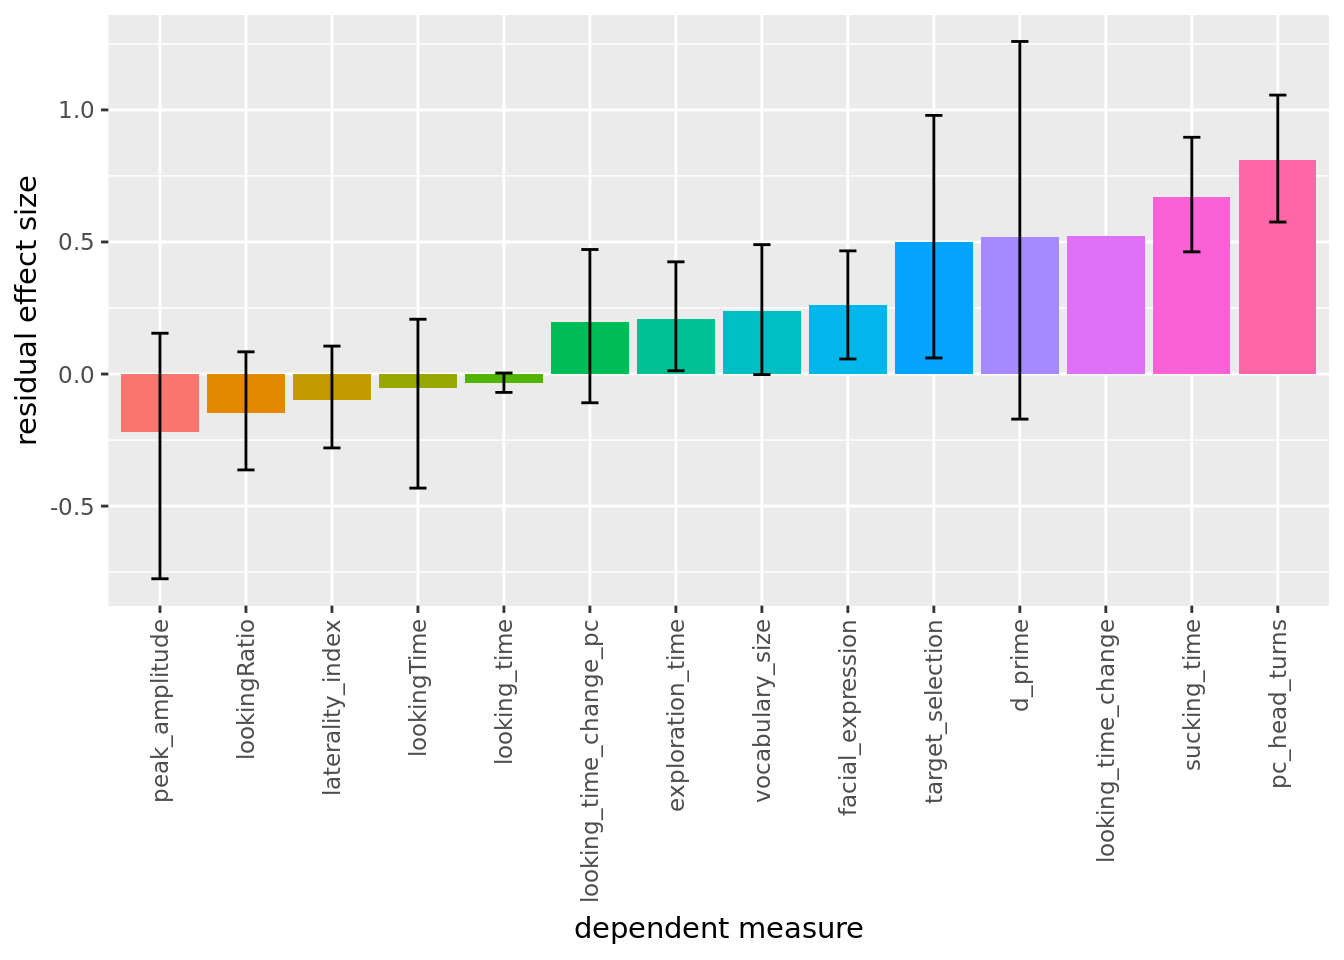 1.0
0.5
0.0
-0.5
residual effect size
peak_amplitude
lookingRatio
laterality_index
lookingTime
looking_time
looking_time_change_pc
exploration_time
vocabulary_size
facial_expression
target_selection
d_prime
looking_time_change
sucking_time
pc_head_turns
dependent measure